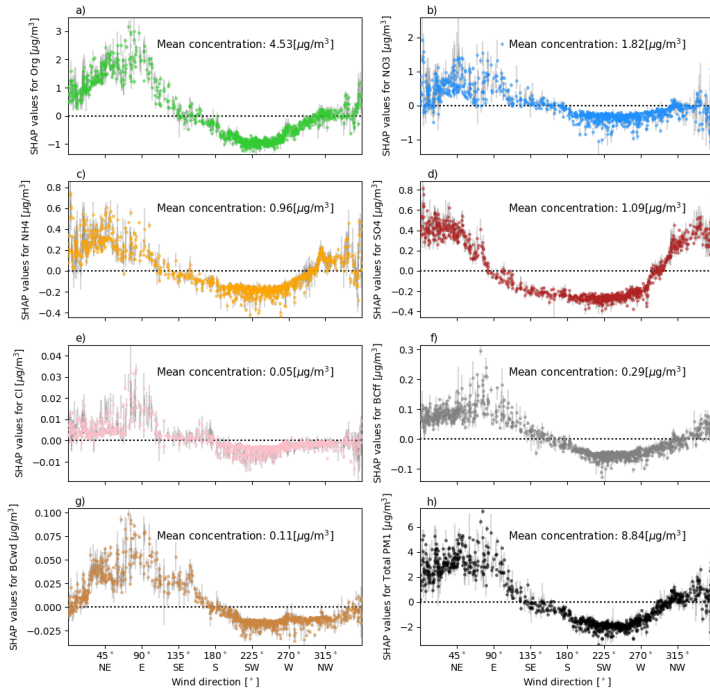 a)
Mean concentration: 4.53[μg/m³]
SHAP values for Org [μg/m³]
3
2
1
0
−1
b)
Mean concentration: 1.82[μg/m³]
SHAP values for NO3 [μg/m³]
2
1
0
−1
c)
Mean concentration: 0.96[μg/m³]
SHAP values for NH4 [μg/m³]
0.8
0.6
0.4
0.2
0.0
−0.2
−0.4
d)
Mean concentration: 1.09[μg/m³]
SHAP values for SO4 [μg/m³]
0.8
0.6
0.4
0.2
0.0
−0.2
−0.4
e)
Mean concentration: 0.05[μg/m³]
SHAP values for Cl [μg/m³]
0.04
0.03
0.02
0.01
0.00
−0.01
f)
Mean concentration: 0.29[μg/m³]
SHAP values for BCff [μg/m³]
0.3
0.2
0.1
0.0
−0.1
g)
Mean concentration: 0.11[μg/m³]
SHAP values for BCwd [μg/m³]
0.100
0.075
0.050
0.025
0.000
−0.025
45° 90° 135° 180° 225° 270° 315°
NE E SE S SW W NW
Wind direction [°]
h)
Mean concentration: 8.84[μg/m³]
SHAP values for Total PM1 [μg/m³]
6
4
2
0
−2
45° 90° 135° 180° 225° 270° 315°
NE E SE S SW W NW
Wind direction [°]